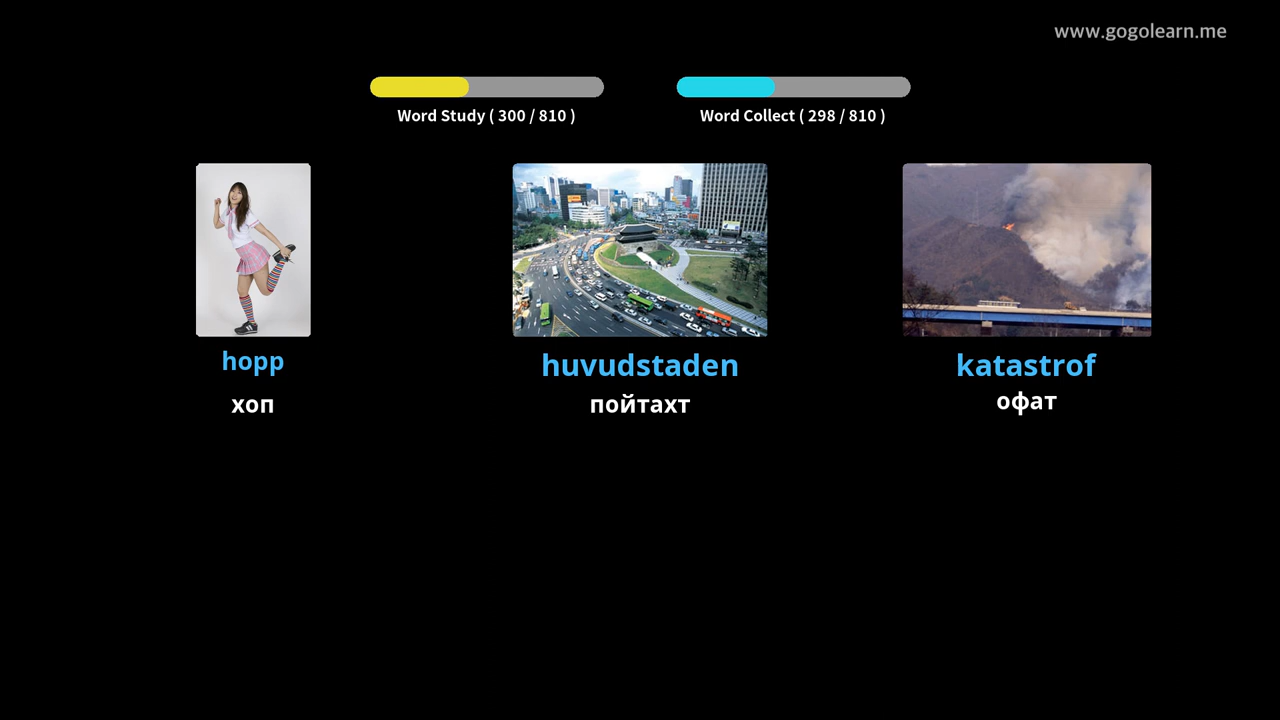 www.gogolearn.me
Word Study ( 300 / 810 )
Word Collect ( 298 / 810 )
hopp
хоп
huvudstaden
пойтахт
katastrof
офат